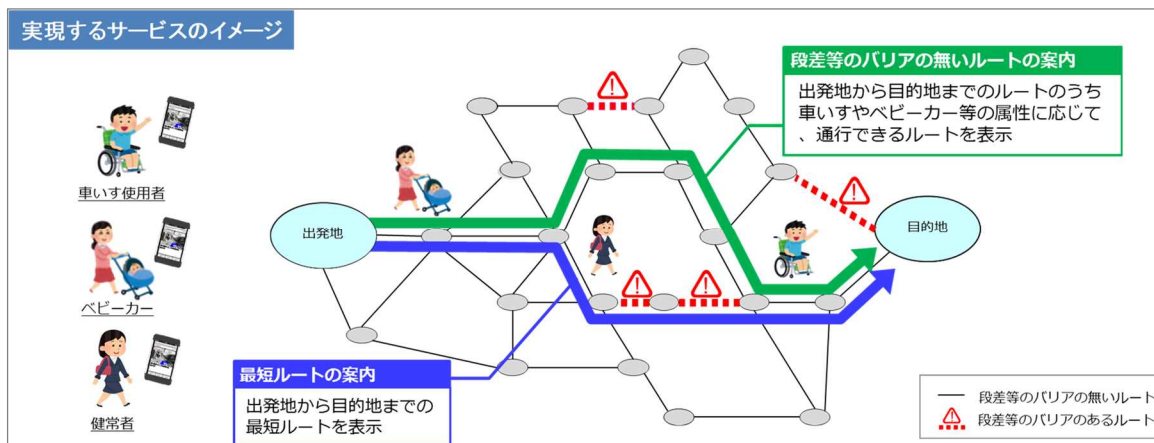 実現するサービスのイメージ
車いす使用者
ベビーカー
健常者
出発地
目的地
段差等のバリアの無いルートの案内
出発地から目的地までのルートのうち
車いすやベビーカー等の属性に応じて
、通行できるルートを表示
最短ルートの案内
出発地から目的地までの
最短ルートを表示
段差等のバリアの無いルート
段差等のバリアのあるルート